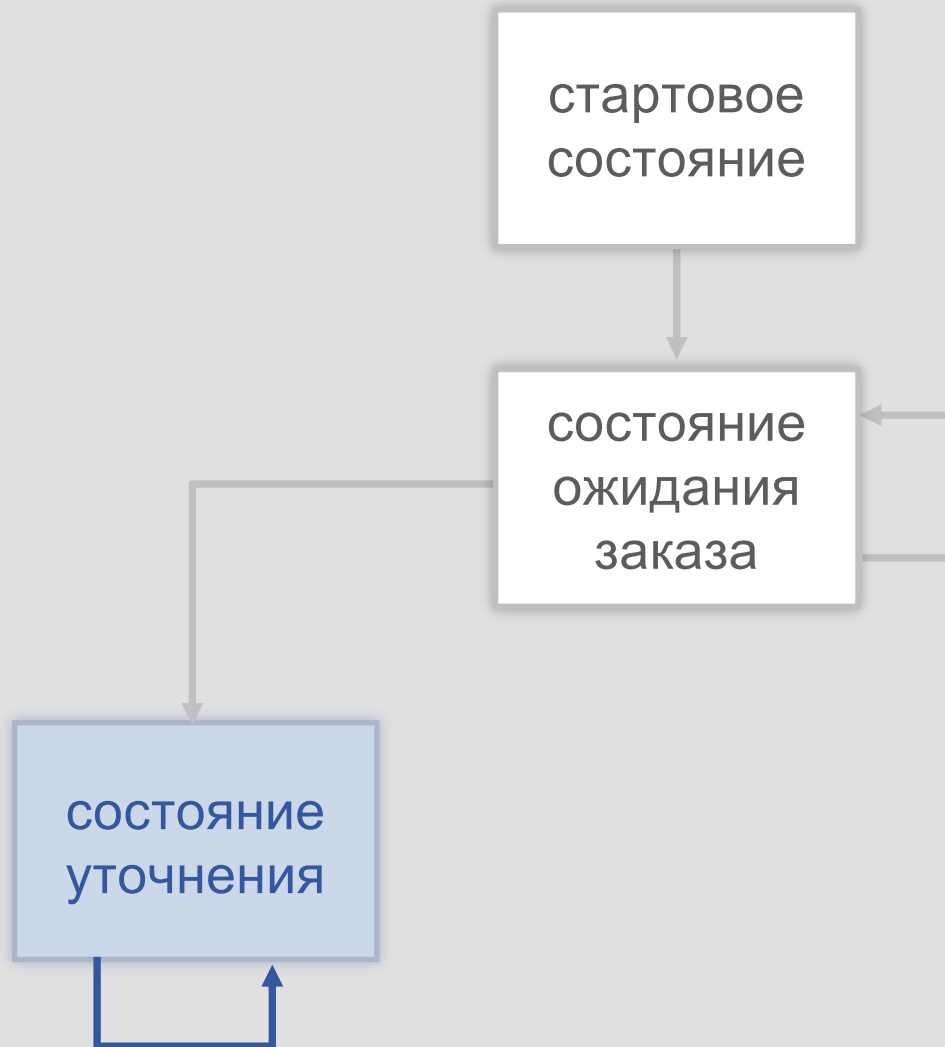 стартовое
состояние
состояние
ожидания
заказа
состояние
уточнения